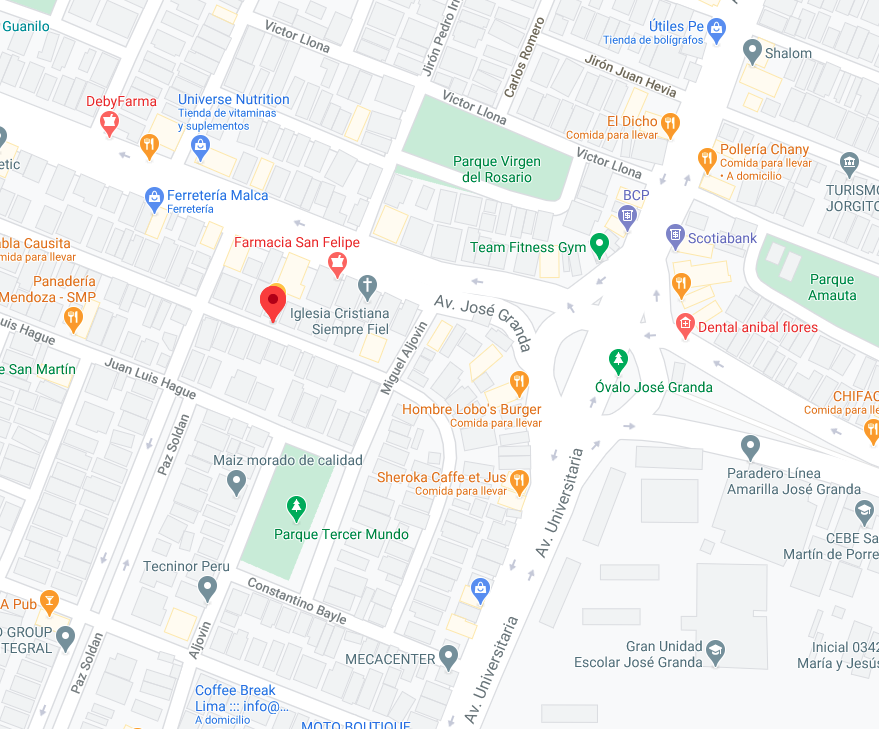 Guanilo
Victor Llona
Jirón Pedro Iri
Carlos Romero
Útiles Pe
Tienda de bolígrafos
Shalom
Jirón Juan Hevia
DebyFarma
Universe Nutrition
Tienda de vitaminas
y suplementos
Victor Llona
El Dicho
Comida para llevar
Pollería Chany
Comida para llevar
• A domicilio
Parque Virgen
del Rosario
Victor Llona
etic
TURISMO
JORGITO
Ferretería Malca
Ferretería
BCP
Scotiabank
abla Causita
mida para llevar
Farmacia San Felipe
Team Fitness Gym
Parque
Amauta
Panadería
Mendoza - SMP
Iglesia Cristiana
Siempre Fiel
Av. José Granda
Dental anibal flores
uis Hague
Miguel Aljovin
e San Martín
Juan Luis Hague
Óvalo José Granda
Hombre Lobo's Burger
Comida para llevar
CHIFAC
Comida para lle
Paz Soldan
Maiz morado de calidad
Sheroka Caffe et Jus
Comida para llevar
Av. Universitaria
Paradero Línea
Amarilla José Granda
Parque Tercer Mundo
CEBE Sa
Martín de Porre
Tecninor Peru
Constantino Bayle
A Pub
O GROUP
NTEGRAL
Aljovin
Paz Soldan
MECACENTER
Av. Universitaria
Gran Unidad
Escolar José Granda
Inicial 0342
María y Jesús
Coffee Break
Lima ::: info@...
A domicilio
MOTO BOUTIQUE